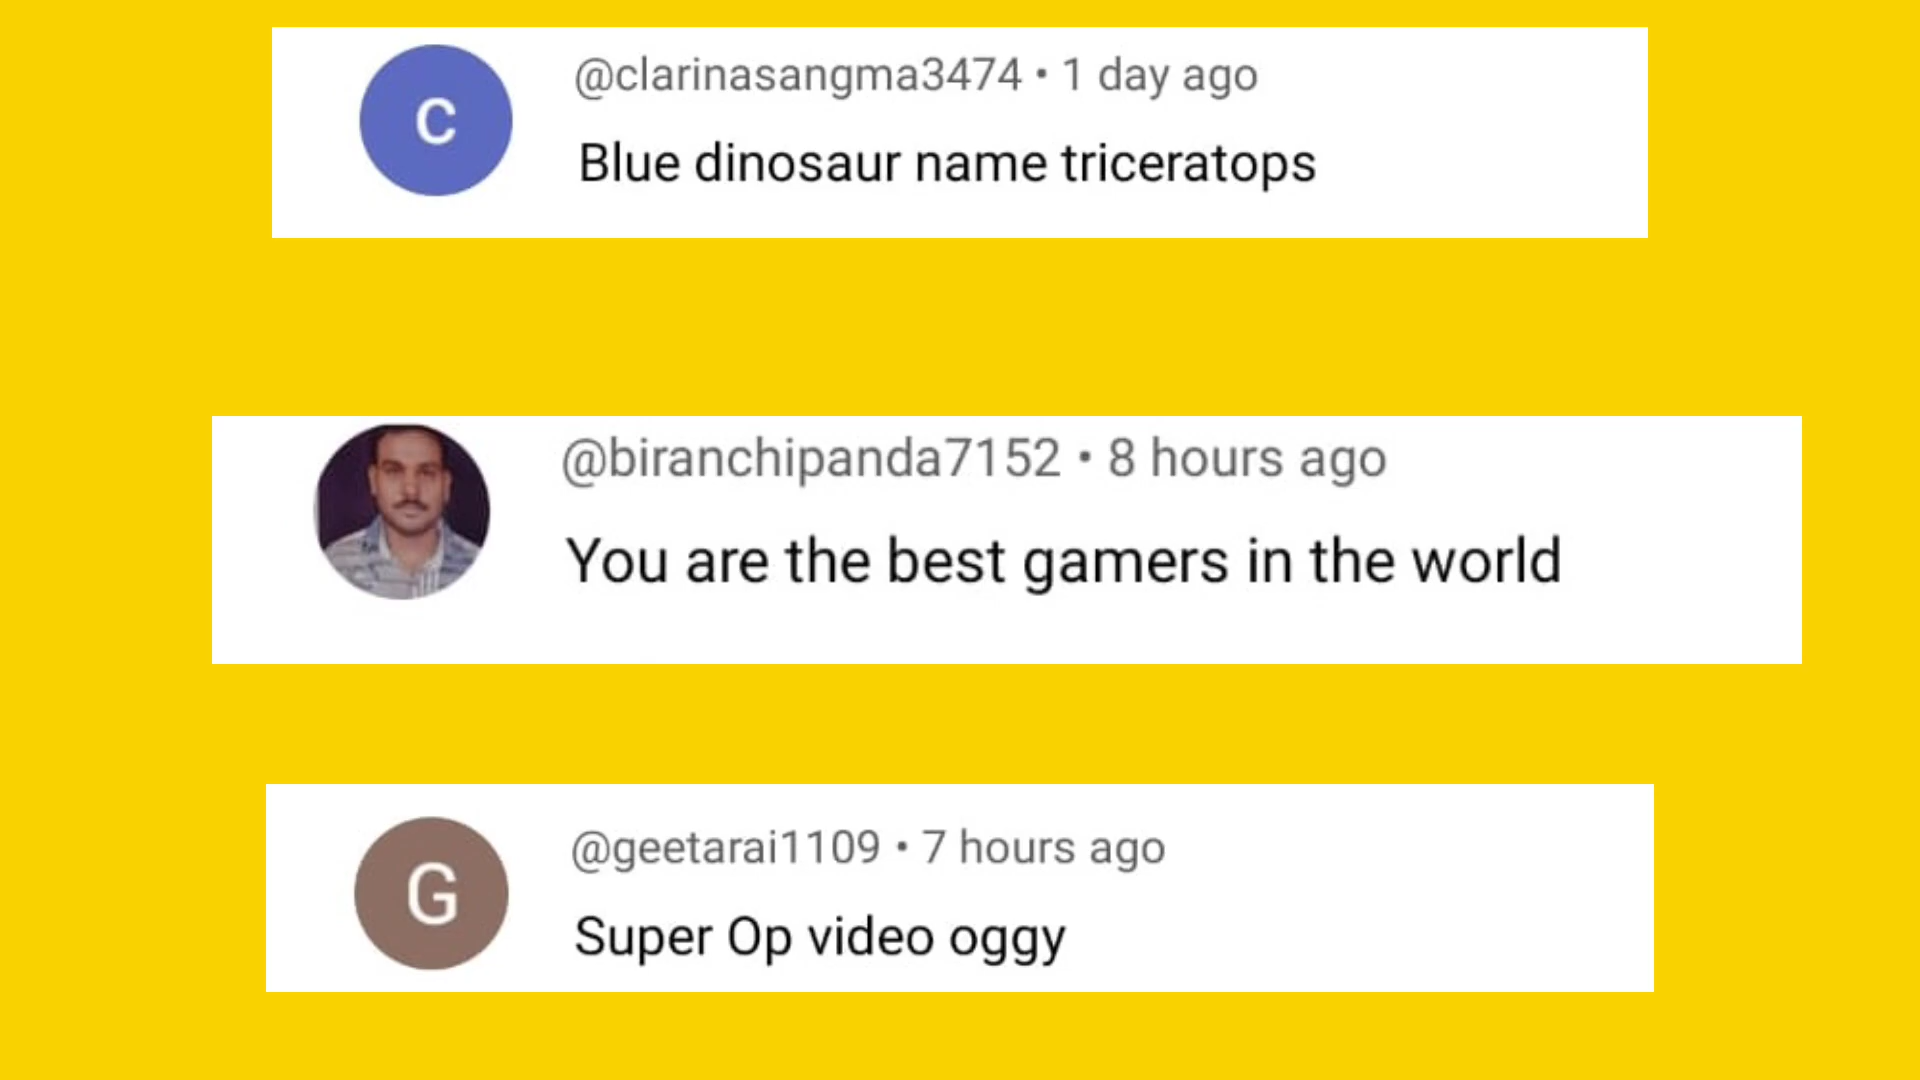 C
@clarinasangma3474 • 1 day ago
Blue dinosaur name triceratops
@biranchipanda7152 • 8 hours ago
You are the best gamers in the world
G
@geetarai1109 • 7 hours ago
Super Op video oggy